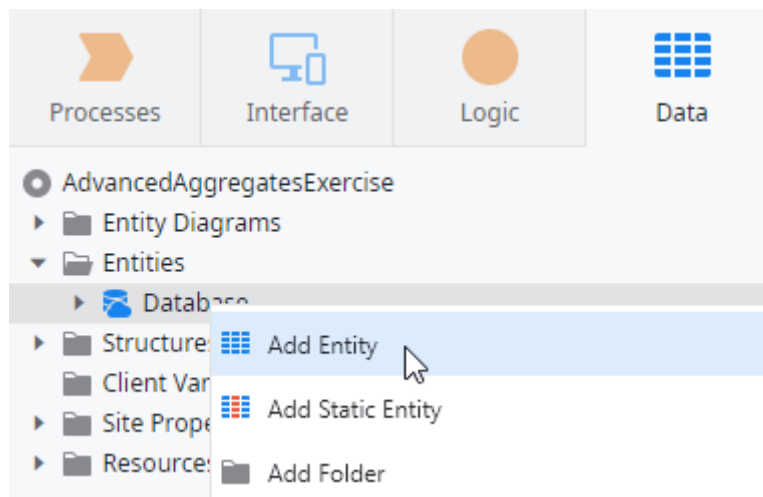 Processes
Interface
Logic
Data
AdvancedAggregatesExercise
Entity Diagrams
Entities
Database
Structures
Add Entity
Client Var
Add Static Entity
Site Prope
Resources
Add Folder